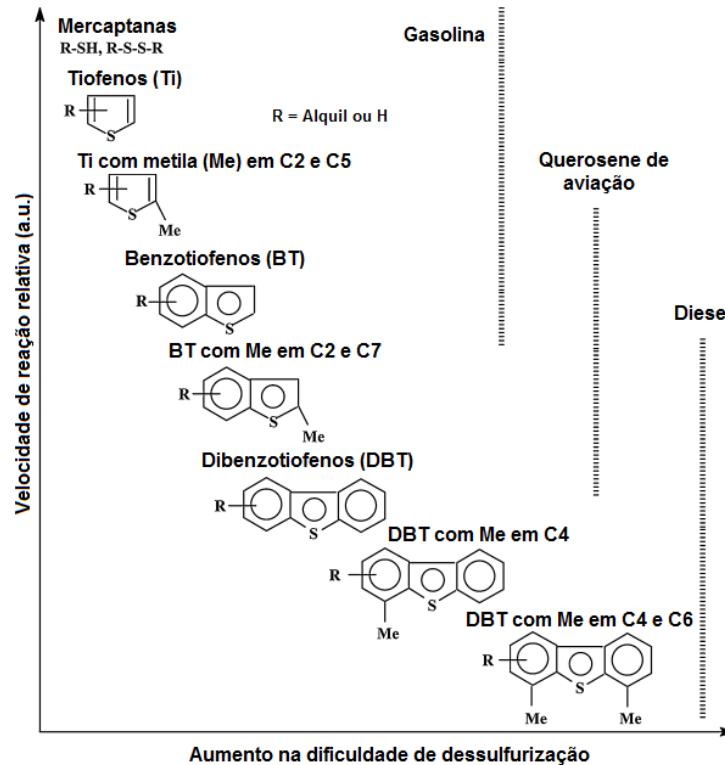 Mercaptanas
R-SH, R-S-S-R
Gasolina
Tiofenos (Ti)
R
S
R = Alquil ou H
Ti com metila (Me) em C2 e C5
R
S
Me
Querosene de
aviação
Benzotiofenos (BT)
R
S
Diese
BT com Me em C2 e C7
R
S
Me
Dibenzotiofenos (DBT)
R
S
DBT com Me em C4
R
S
Me
DBT com Me em C4 e C6
R
S
Me
Me
Velocidade de reação relativa (a.u.)
Aumento na dificuldade de dessulfurização